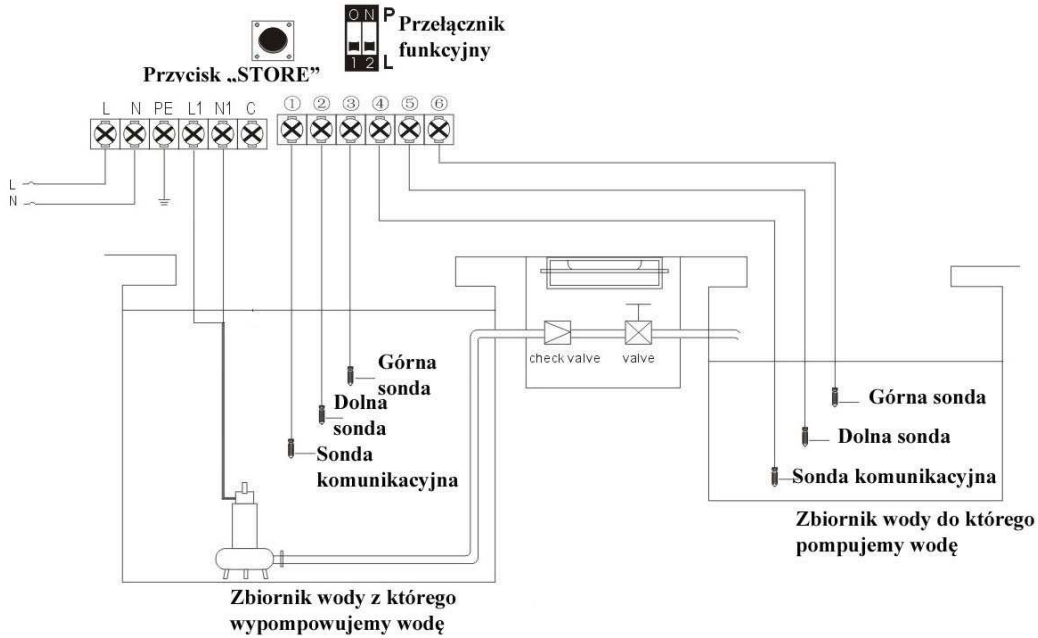 ON P
Przełącznik
funkcyjny
12 L
Przycisk „STORE”
L N PE L1 N1 C ① ② ③ ④ ⑤ ⑥
L
N
check valve valve
Górna
sonda
Dolna
sonda
Sonda
komunikacyjna
Górna sonda
Dolna sonda
Sonda komunikacyjna
Zbiornik wody do którego
pompujemy wodę
Zbiornik wody z którego
wypompowujemy wodę